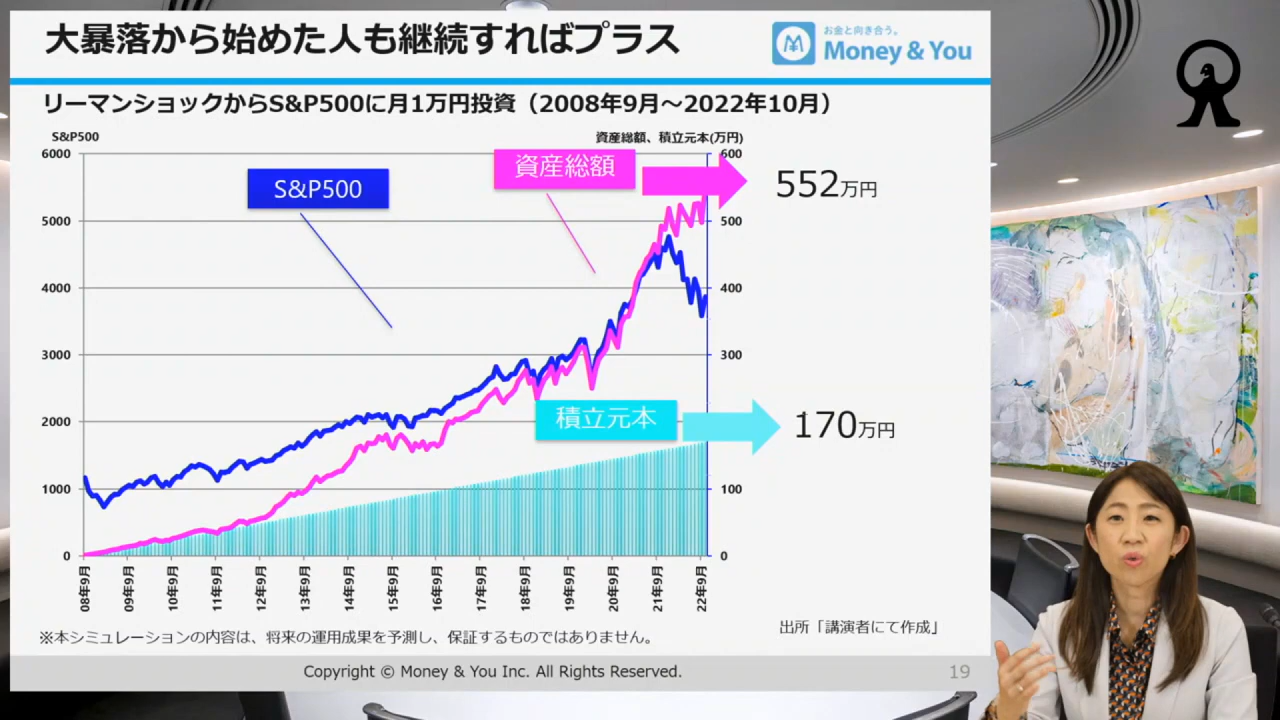 大暴落から始めた人も継続すればプラス
お金と向き合う。
Money & You
リーマンショックからS&P500に月1万円投資（2008年9月～2022年10月）
S&P500
資産総額、積立元本(万円)
6000
5000
4000
3000
2000
1000
0
600
500
400
300
100
0
S&P500
資産総額
552万円
積立元本
170万円
08年9月
09年9月
10年9月
11年9月
12年9月
13年9月
14年9月
15年9月
16年9月
17年9月
18年9月
19年9月
20年9月
21年9月
22年9月
※本シミュレーションの内容は、将来の運用成果を予測し、保証するものではありません。
出所「講演者にて作成」
Copyright © Money & You Inc. All Rights Reserved.
19